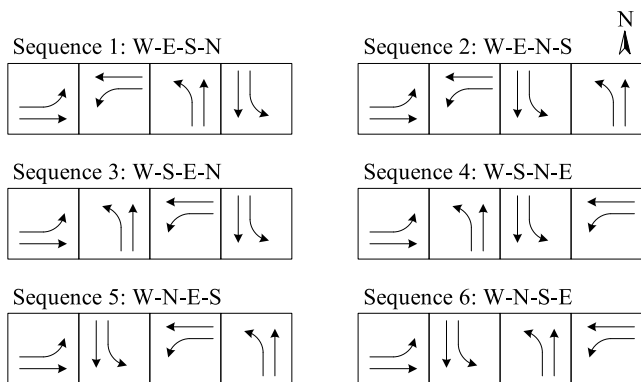 N
Sequence 1: W-E-S-N
Sequence 2: W-E-N-S
Sequence 3: W-S-E-N
Sequence 4: W-S-N-E
Sequence 5: W-N-E-S
Sequence 6: W-N-S-E